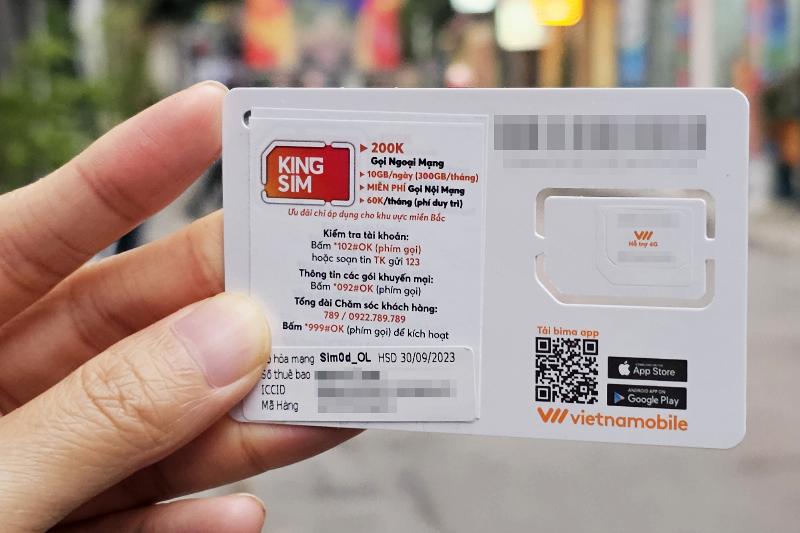 KING
SIM
200K
Gọi Ngoại Mạng
10GB/ngày (300GB/tháng)
MIỄN PHÍ Gọi Nội Mạng
60K/tháng (phí duy trì)
Ưu đãi chỉ áp dụng cho khu vực miền Bắc
Kiểm tra tài khoản:
Bấm *102#OK (phím gọi)
hoặc soạn tin TK gửi 123
Thông tin các gói khuyến mại:
Bấm *092#OK (phím gọi)
Tổng đài Chăm sóc khách hàng:
789 / 0922.789.789
Bấm *999#OK (phím gọi) để kích hoạt
hòa mạng Sim0d_OL HSD 30/09/2023
Số thuê bao
ICCID
Mã Hàng
Hỗ trợ 4G
Tải bima app
App Store
ANDROID APP ON
Google Play
vietnamobile